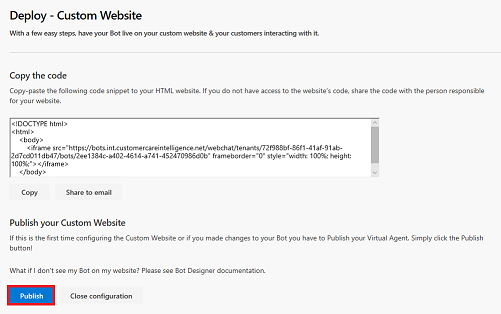 Deploy - Custom Website
With a few easy steps, have your Bot live on your custom website & your customers interacting with it.
Copy the code
Copy-paste the following code snippet to your HTML website. If you do not have access to the website's code, share the code with the person responsible
for your website.
<!DOCTYPE html>
<html>
<body>
<iframe src="https://bots.int.customercareintelligence.net/webchat/tenants/72f988bf-86f1-41af-91ab-
2d7cd011db47/bots/2ee1384c-a402-4614-a741-452470986d0b" frameborder="0" style="width: 100%; height:
100%;"></iframe>
</body>
Copy
Share to email
Publish your Custom Website
If this is the first time configuring the Custom Website or if you made changes to your Bot you have to Publish your Virtual Agent. Simply click the Publish
button!
What if I don't see my Bot on my website? Please see Bot Designer documentation.
Publish
Close configuration